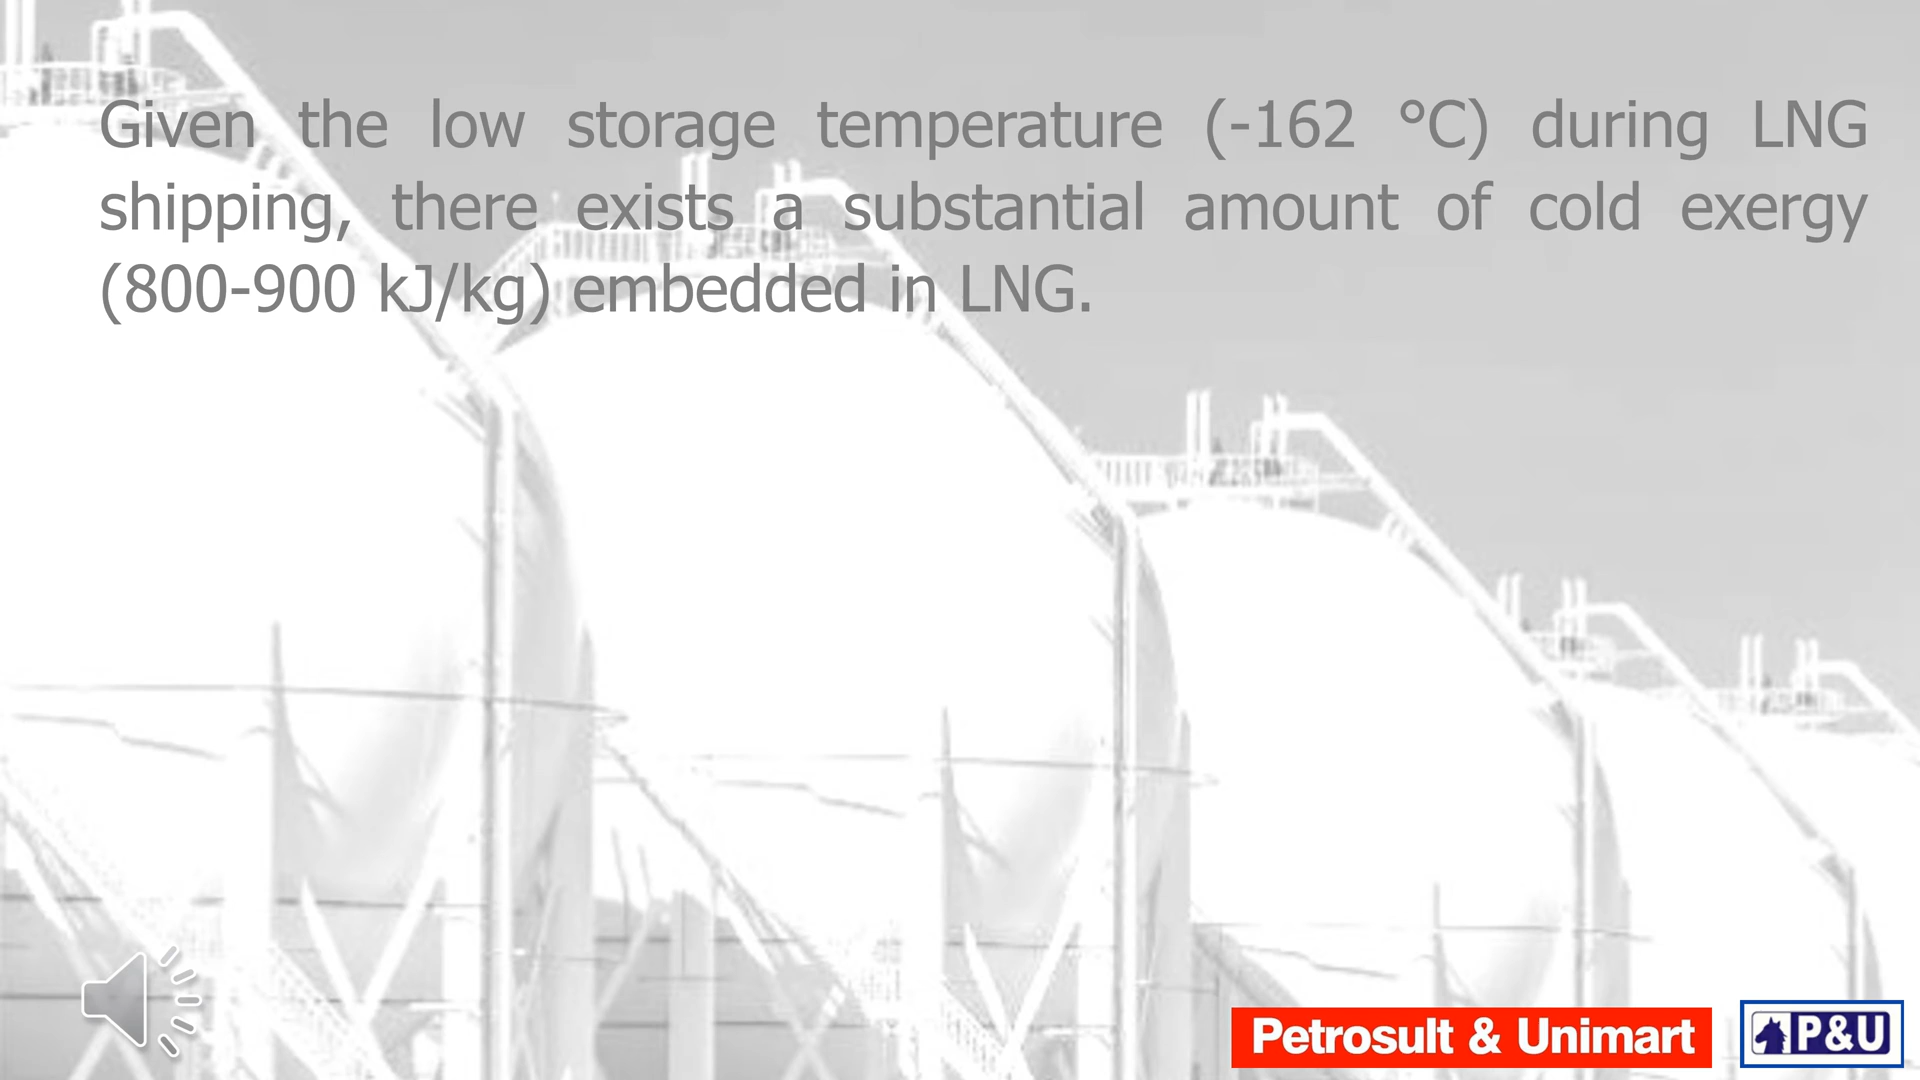 Given the low storage temperature (-162 °C) during LNG
shipping, there exists a substantial amount of cold exergy
(800-900 kJ/kg) embedded in LNG.
Petrosult & Unimart
P&U